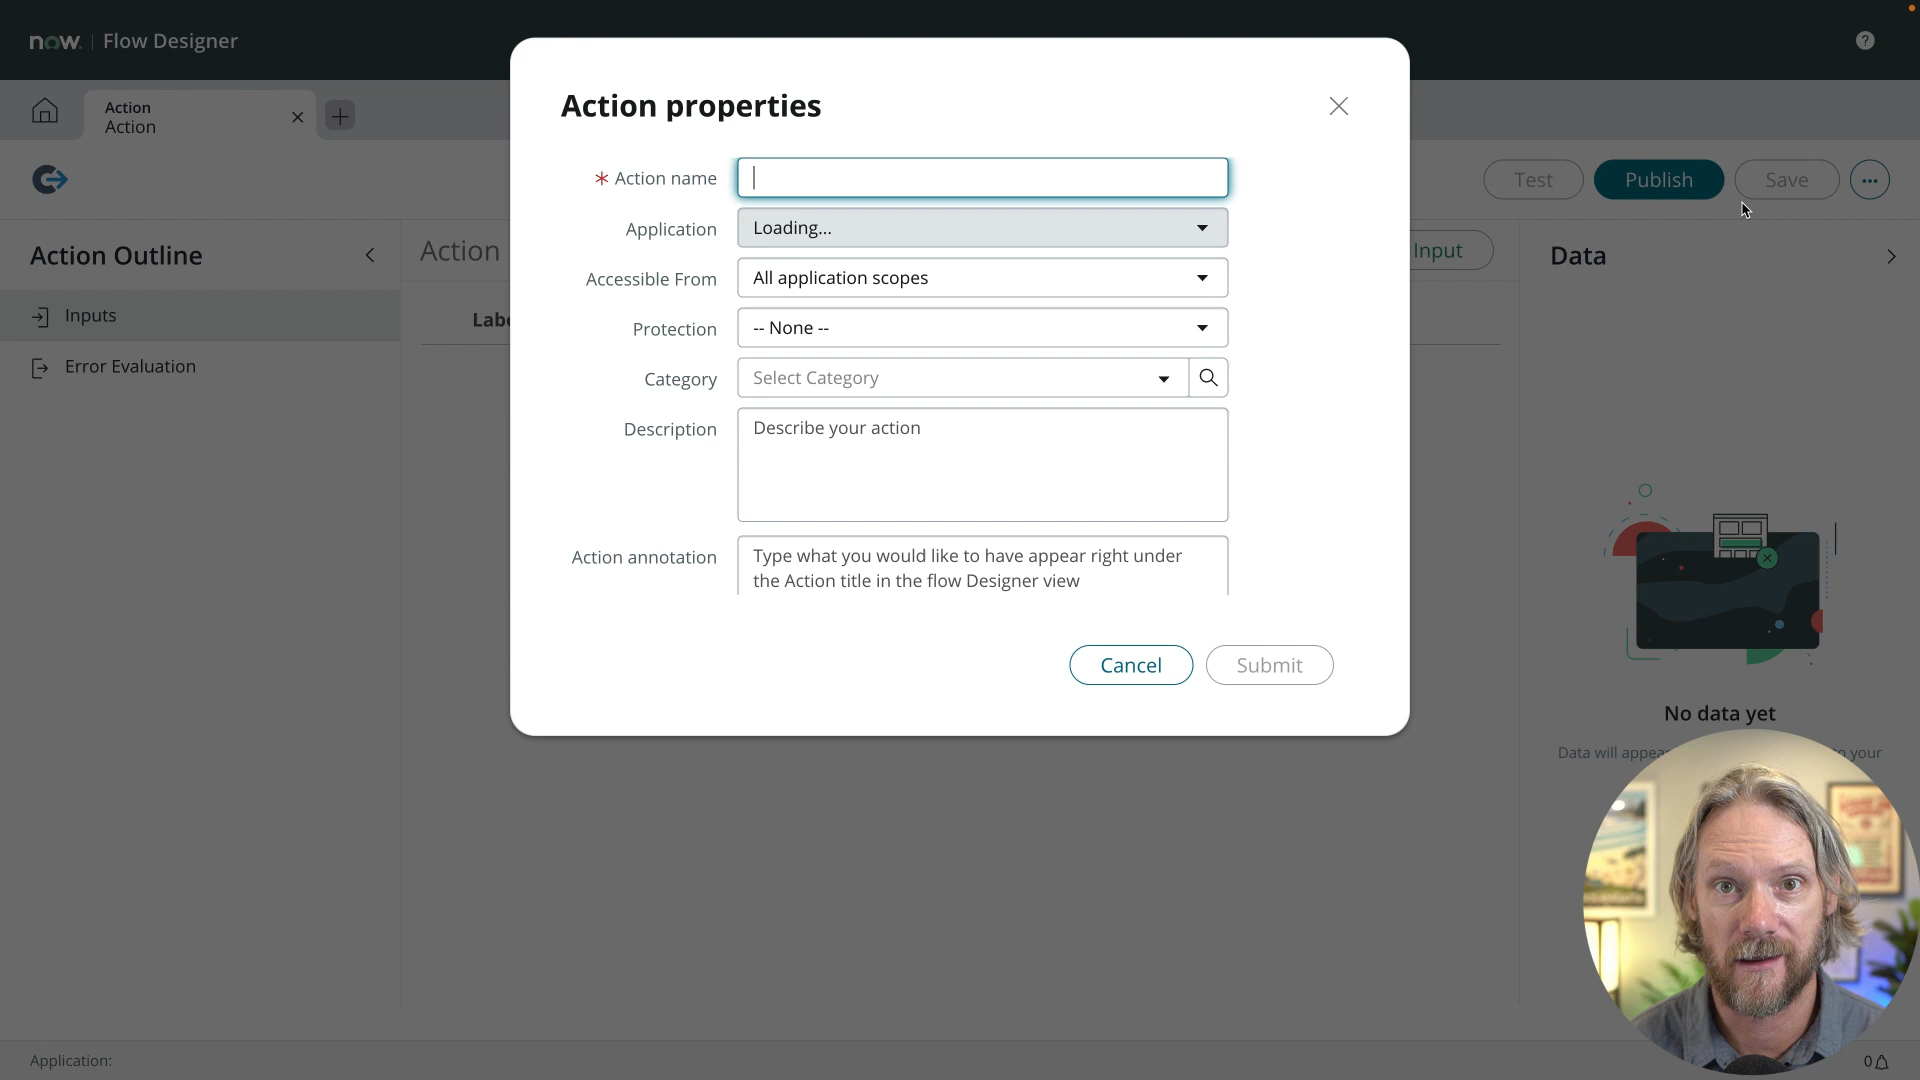 now. | Flow Designer
Action
Action
Test
Publish
Save
Action Outline
Inputs
Error Evaluation
Action
Input
Data
Action properties
* Action name
Application
Loading...
Accessible From
All application scopes
Protection
-- None --
Category
Select Category
Description
Describe your action
Action annotation
Type what you would like to have appear right under
the Action title in the flow Designer view
Cancel
Submit
No data yet
Data will
your
Application:
0